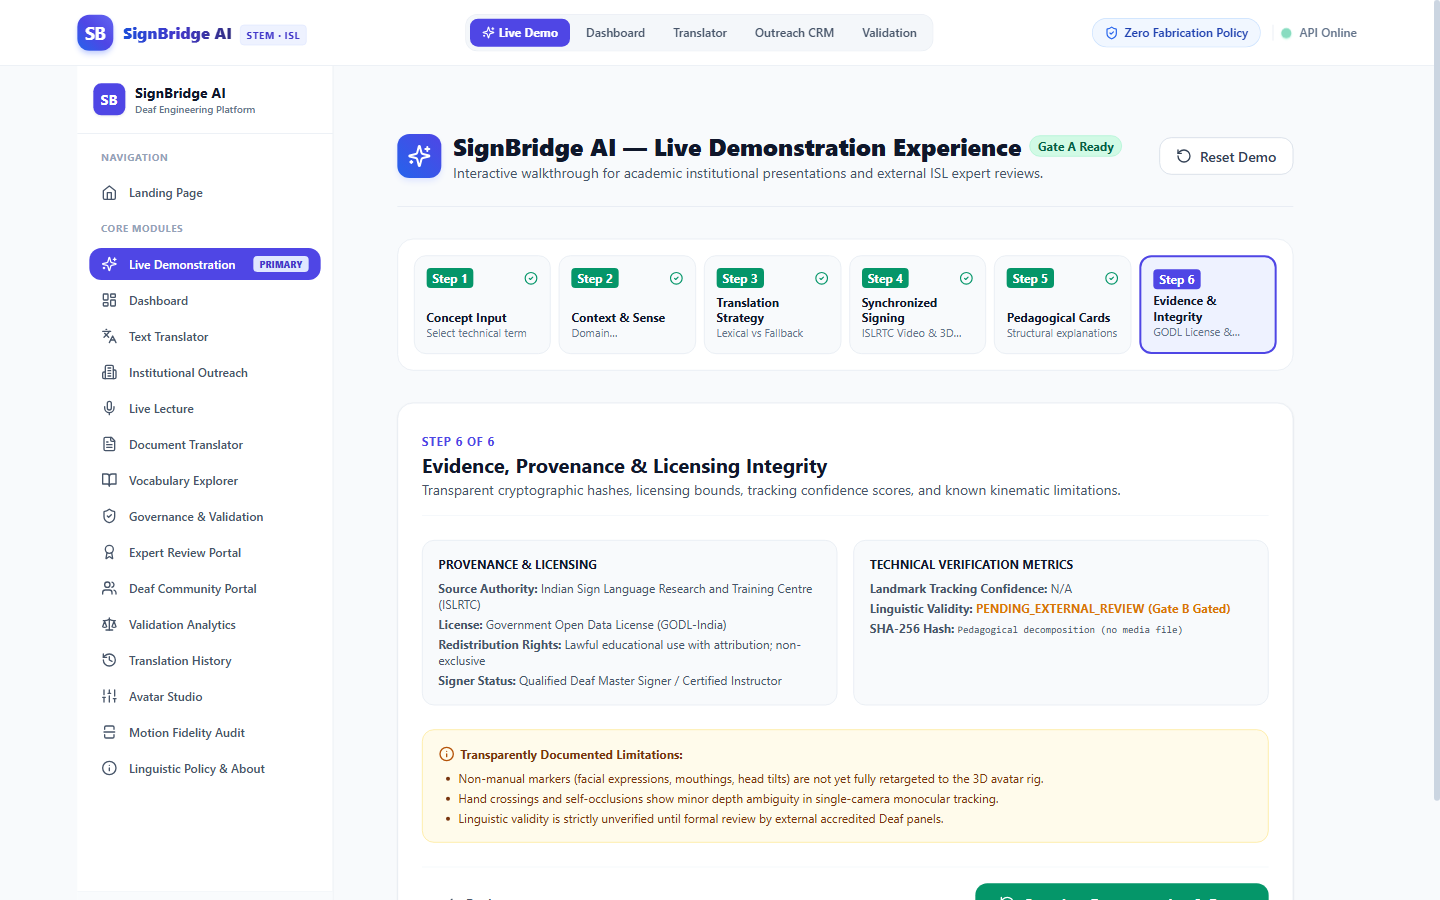 SB SignBridge AI STEM · ISL
Live Demo Dashboard Translator Outreach CRM Validation
Zero Fabrication Policy API Online
SB SignBridge AI
Deaf Engineering Platform
NAVIGATION
Landing Page
CORE MODULES
Live Demonstration PRIMARY
Dashboard
Text Translator
Institutional Outreach
Live Lecture
Document Translator
Vocabulary Explorer
Governance & Validation
Expert Review Portal
Deaf Community Portal
Validation Analytics
Translation History
Avatar Studio
Motion Fidelity Audit
Linguistic Policy & About
SignBridge AI — Live Demonstration Experience Gate A Ready
Interactive walkthrough for academic institutional presentations and external ISL expert reviews.
Reset Demo
Step 1
Concept Input
Select technical term
Step 2
Context & Sense
Domain...
Step 3
Translation
Strategy
Lexical vs Fallback
Step 4
Synchronized
Signing
ISLRTC Video & 3D...
Step 5
Pedagogical Cards
Structural explanations
Step 6
Evidence &
Integrity
GODL License &...
STEP 6 OF 6
Evidence, Provenance & Licensing Integrity
Transparent cryptographic hashes, licensing bounds, tracking confidence scores, and known kinematic limitations.
PROVENANCE & LICENSING
Source Authority: Indian Sign Language Research and Training Centre
(ISLRTC)
License: Government Open Data License (GODL-India)
Redistribution Rights: Lawful educational use with attribution; non-
exclusive
Signer Status: Qualified Deaf Master Signer / Certified Instructor
TECHNICAL VERIFICATION METRICS
Landmark Tracking Confidence: N/A
Linguistic Validity: PENDING_EXTERNAL_REVIEW (Gate B Gated)
SHA-256 Hash: Pedagogical decomposition (no media file)
Transparently Documented Limitations:
• Non-manual markers (facial expressions, mouthings, head tilts) are not yet fully retargeted to the 3D avatar rig.
• Hand crossings and self-occlusions show minor depth ambiguity in single-camera monocular tracking.
• Linguistic validity is strictly unverified until formal review by external accredited Deaf panels.